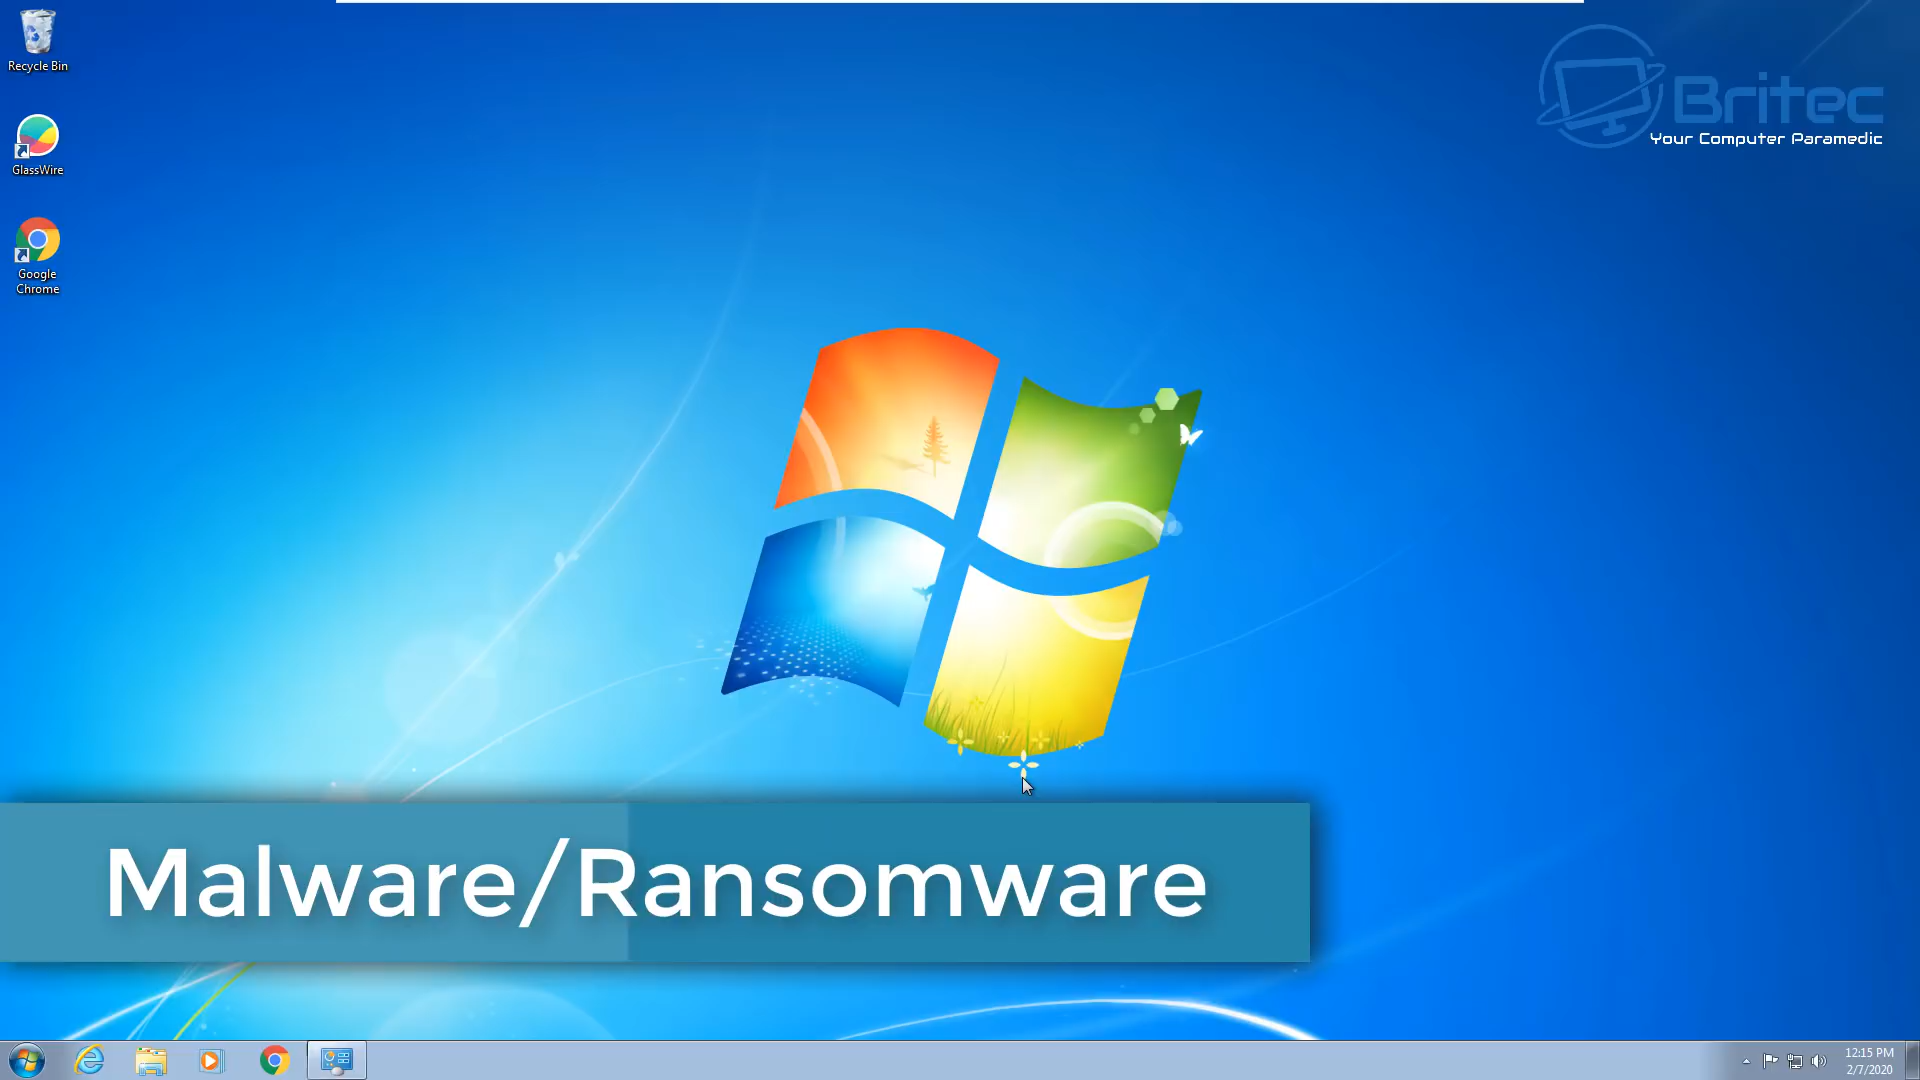 Recycle Bin
GlassWire
Google
Chrome
Britec
Your Computer Paramedic
Malware/Ransomware
12:15 PM
2/7/2020